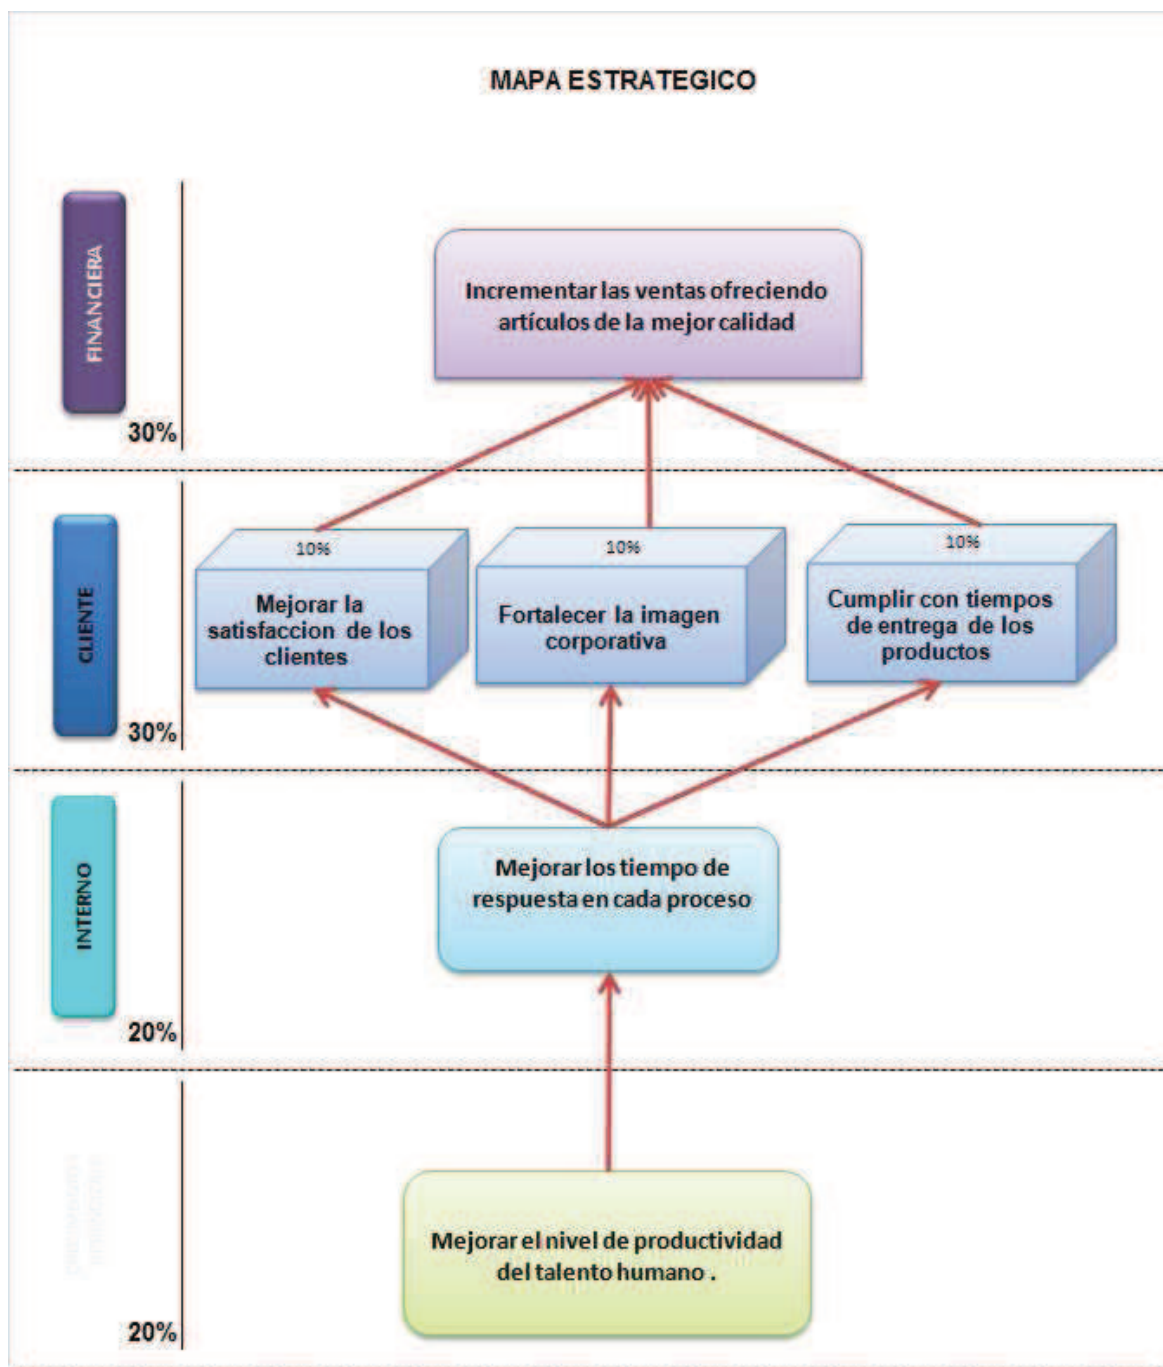 MAPA ESTRATEGICO
FINANCIERA
Incrementar las ventas ofreciendo
artículos de la mejor calidad
30%
CLIENTE
10%
Mejorar la
satisfaccion de los
clientes
10%
Fortalecer la imagen
corporativa
10%
Cumplir con tiempos
de entrega de los
productos
30%
INTERNO
Mejorar los tiempo de
respuesta en cada proceso
20%
Mejorar el nivel de productividad
del talento humano .
20%